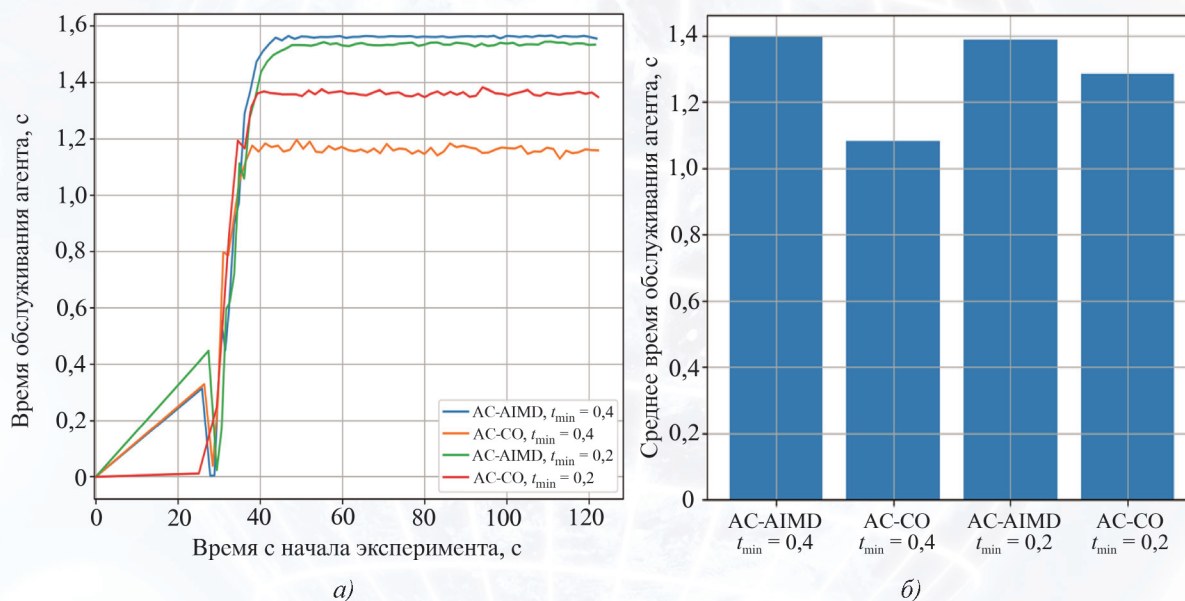 Время обслуживания агента, с
1,6
1,4
1,2
1,0
0,8
0,6
0,4
0,2
0
AC-AIMD, tmin = 0,4
AC-CO, tmin = 0,4
AC-AIMD, tmin = 0,2
AC-CO, tmin = 0,2
0 20 40 60 80 100 120
Время с начала эксперимента, с
а)
Среднее время обслуживания агента, с
1,4
1,2
1,0
0,8
0,6
0,4
0,2
0
AC-AIMD AC-CO AC-AIMD AC-CO
tmin = 0,4 tmin = 0,4 tmin = 0,2 tmin = 0,2
б)